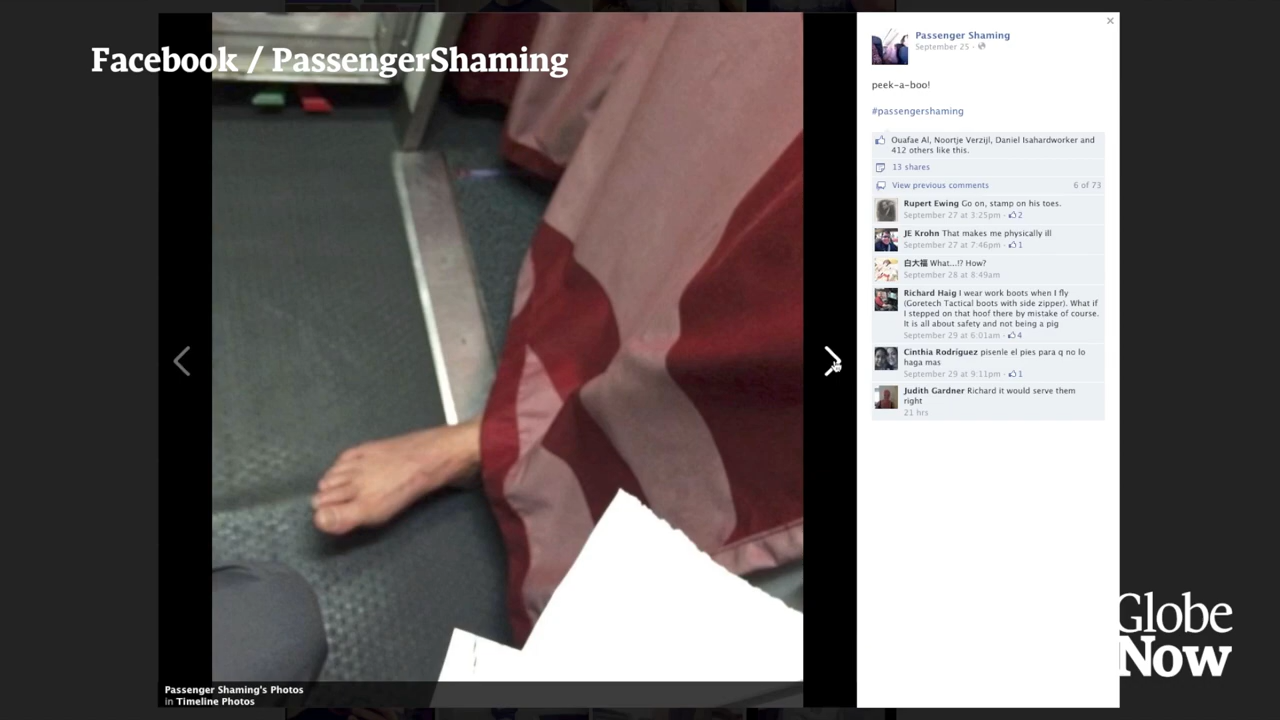 Facebook / PassengerShaming
Passenger Shaming
September 25 ·
peek-a-boo!
#passengershaming
Ouafae Al, Noortje Verzijl, Daniel Isahardworker and
412 others like this.
13 shares
View previous comments 6 of 73
Rupert Ewing Go on, stamp on his toes.
September 27 at 3:25pm · 2
JE Krohn That makes me physically ill
September 27 at 7:46pm · 1
白大福 What...!? How?
September 28 at 8:49am
Richard Haig I wear work boots when I fly
(Goretech Tactical boots with side zipper). What if
I stepped on that hoof there by mistake of course.
It is all about safety and not being a pig
September 29 at 6:01am · 4
Cinthia Rodriguez pisenle el pies para q no lo
haga mas
September 29 at 9:11pm · 1
Judith Gardner Richard it would serve them
right
21 hrs
Globe
Now
Passenger Shaming's Photos
in Timeline Photos